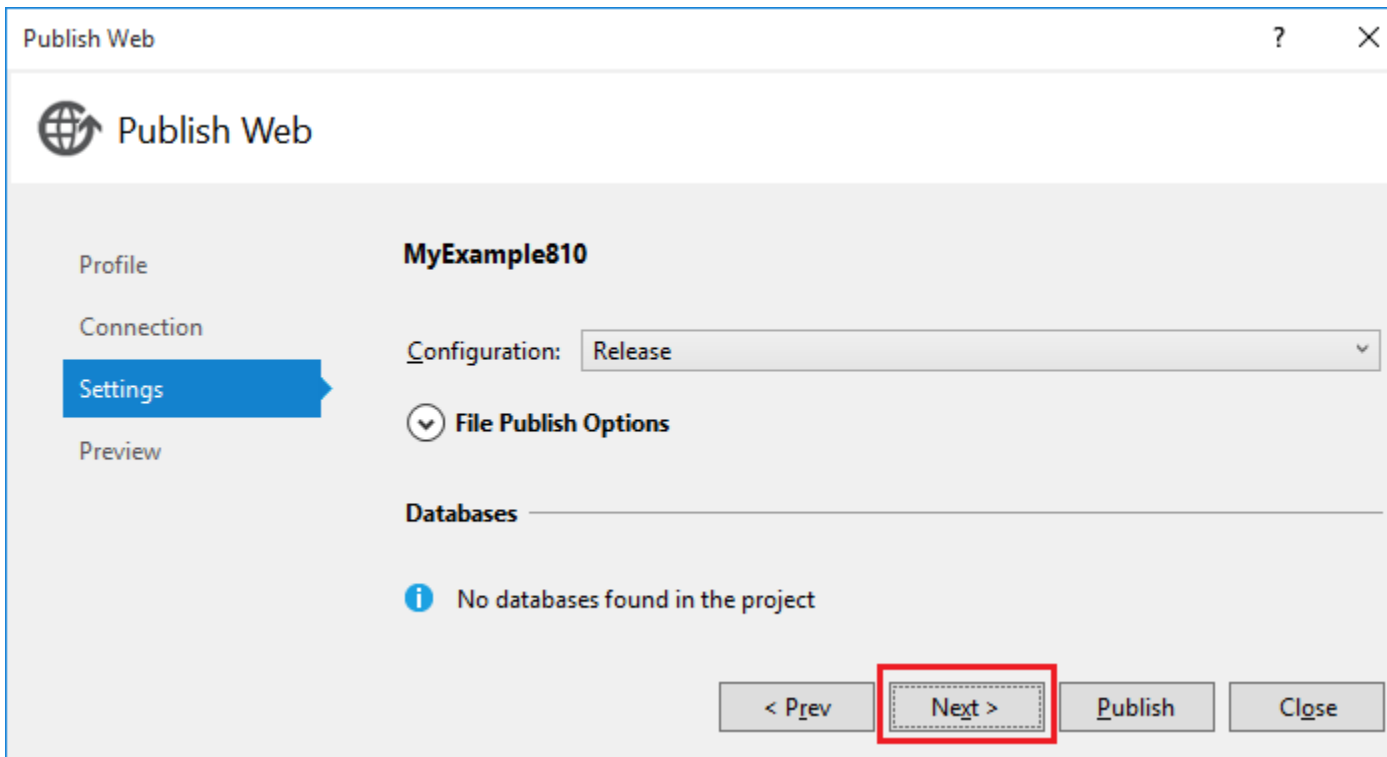 Publish Web
?
Publish Web
Profile
Connection
Settings
Preview
MyExample810
Configuration: Release
File Publish Options
Databases
No databases found in the project
< Prev Next > Publish Close